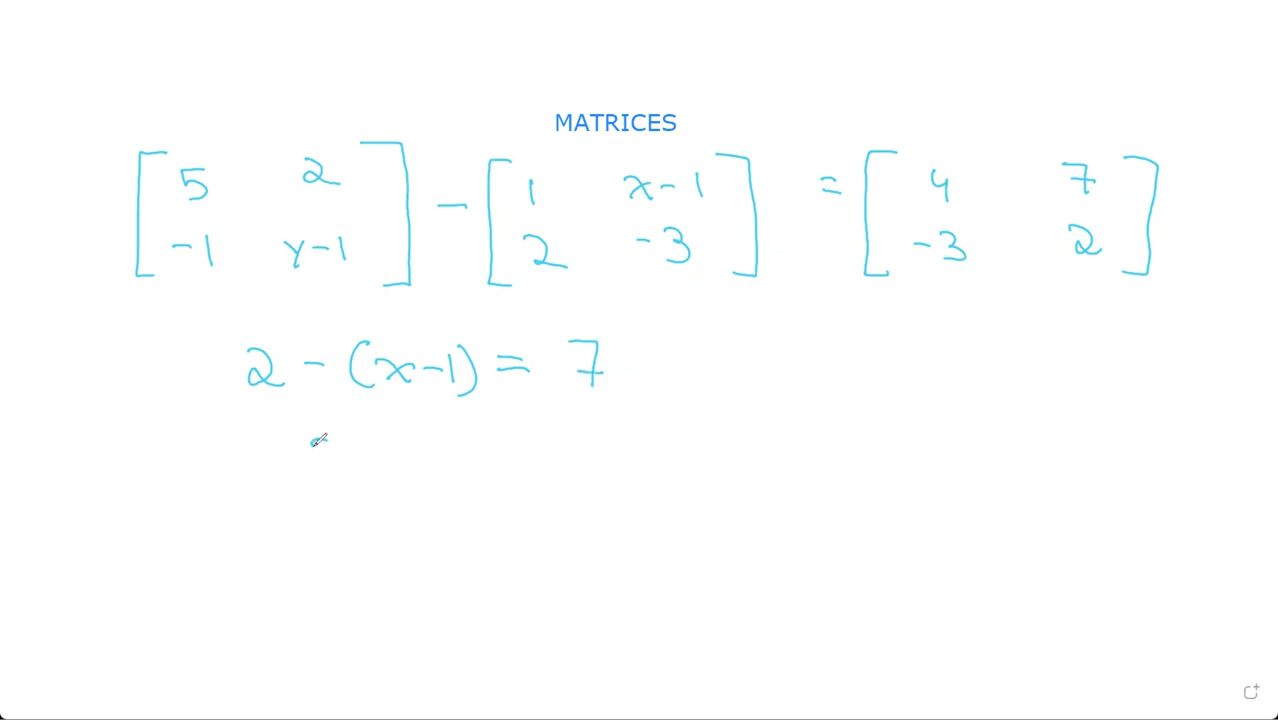 MATRICES
[5 2] - [1 x-1] = [4 7]
[-1 y-1] [2 -3] [-3 2]
2 - (x-1) = 7